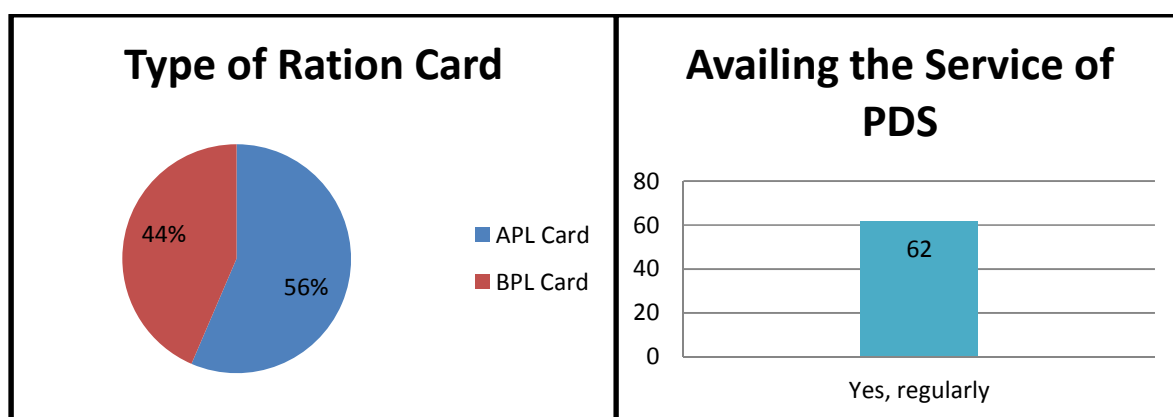 Type of Ration Card
44%
56%
APL Card
BPL Card
Availing the Service of
PDS
80
60
40
20
0
62
Yes, regularly